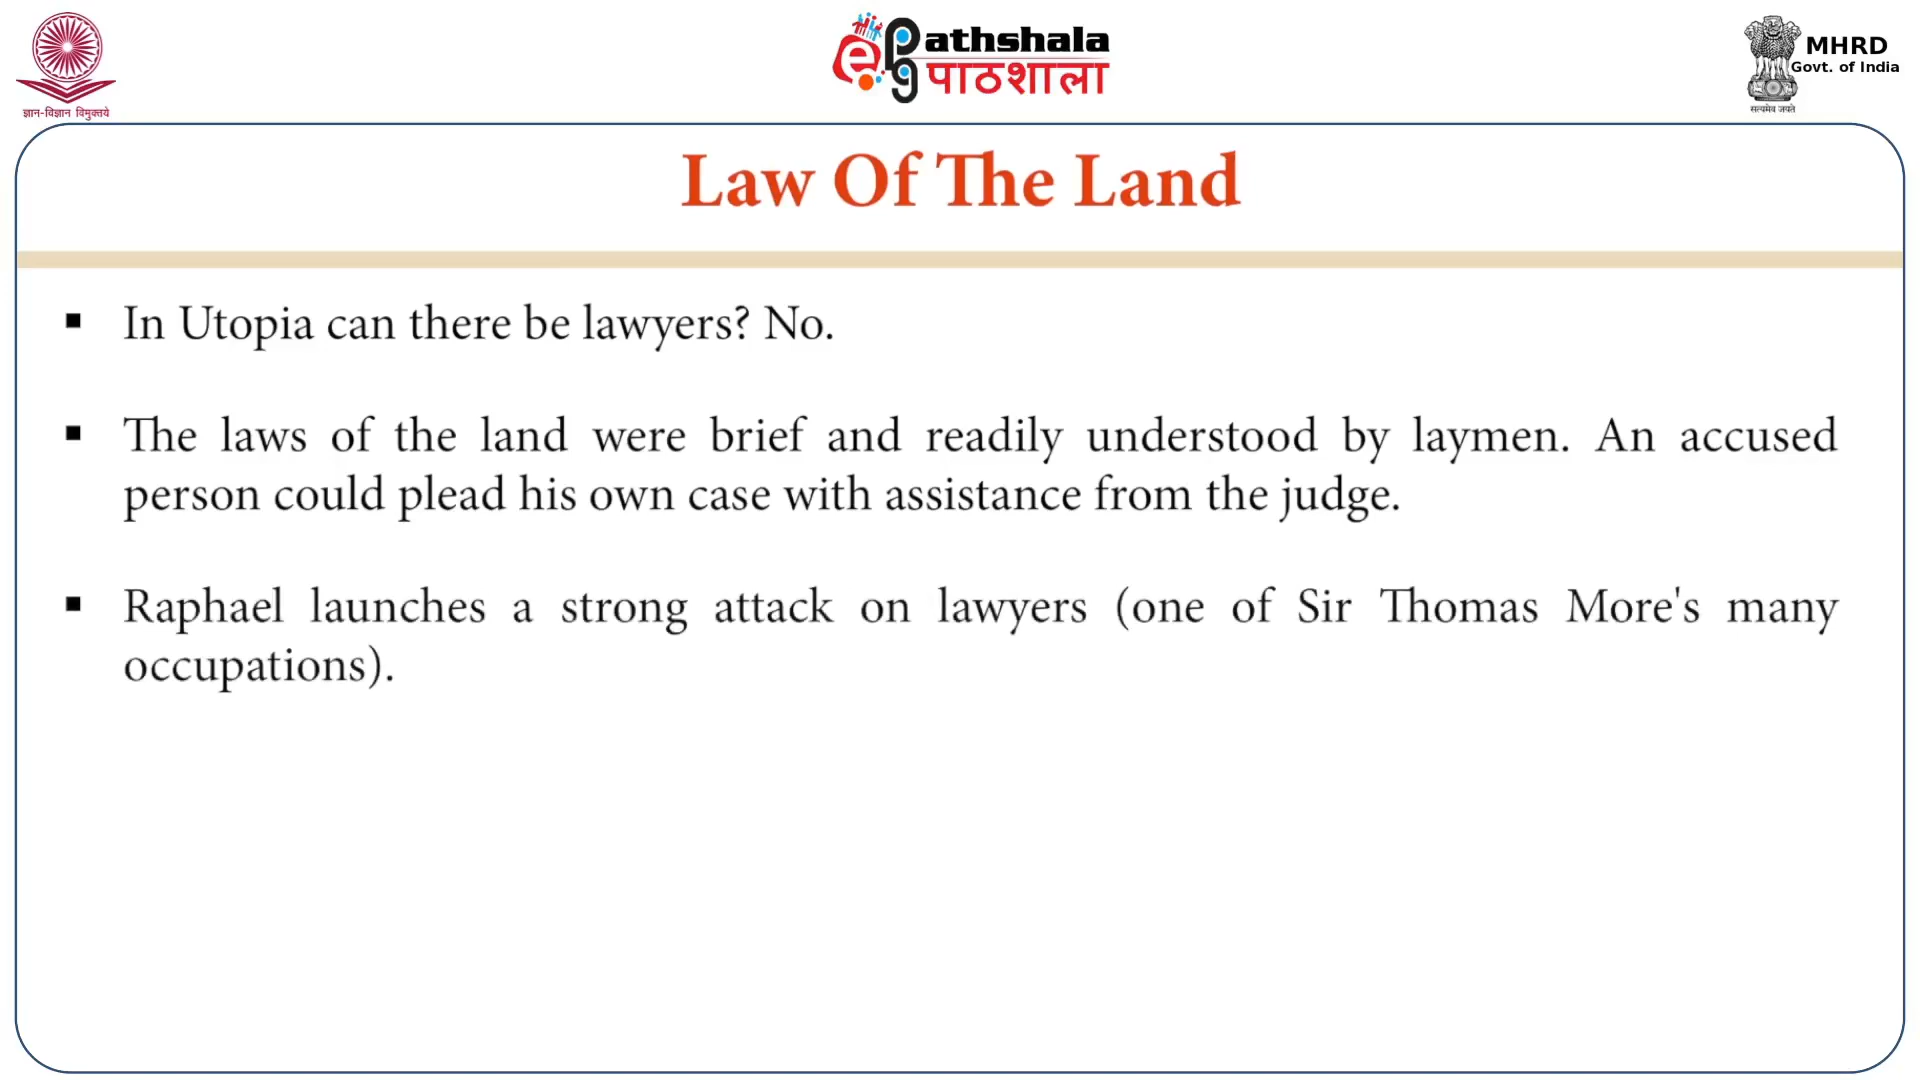 ज्ञान-विज्ञान विमुक्तये
ePg Pathshala
पाठशाला
MHRD
Govt. of India
सत्यमेव जयते
Law Of The Land
▪ In Utopia can there be lawyers? No.
▪ The laws of the land were brief and readily understood by laymen. An accused
person could plead his own case with assistance from the judge.
▪ Raphael launches a strong attack on lawyers (one of Sir Thomas More's many
occupations).